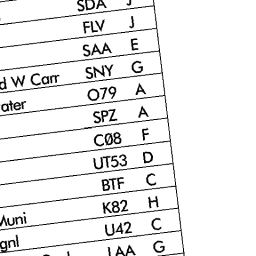 SDA J
FLV J
SAA E
d W Carr SNY G
ater O79 A
SPZ A
C08 F
UT53 D
BTF C
Muni K82 H
gnl U42 C
LAA G